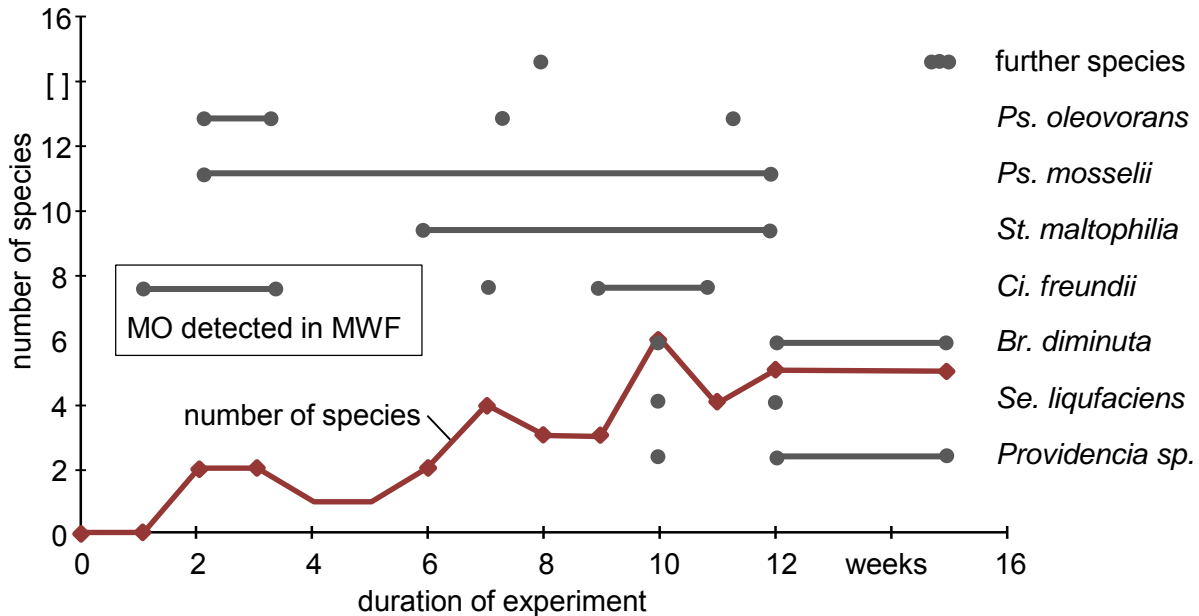 16
[ ]
12
10
8
6
4
2
0
number of species
further species
Ps. oleovorans
Ps. mosselii
St. maltophilia
Ci. freundii
Br. diminuta
Se. liqufaciens
Providencia sp.
MO detected in MWF
number of species
0 2 4 6 8 10 12 weeks 16
duration of experiment